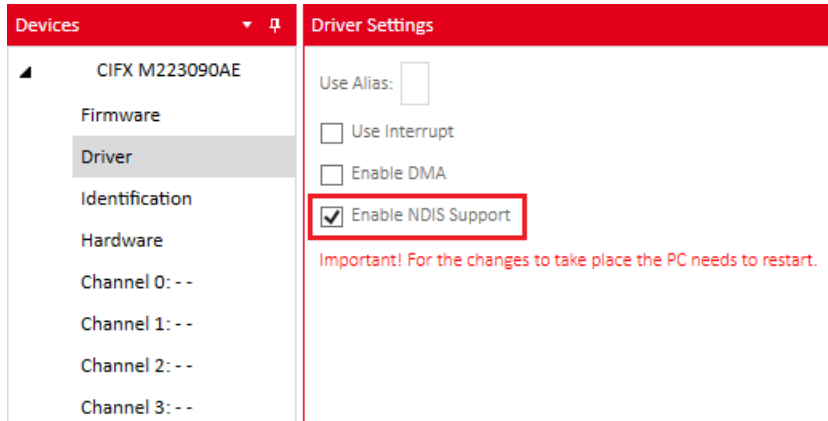 Devices
CIFX M223090AE
Firmware
Driver
Identification
Hardware
Channel 0: - -
Channel 1: - -
Channel 2: - -
Channel 3: - -
Driver Settings
Use Alias:
Use Interrupt
Enable DMA
Enable NDIS Support
Important! For the changes to take place the PC needs to restart.